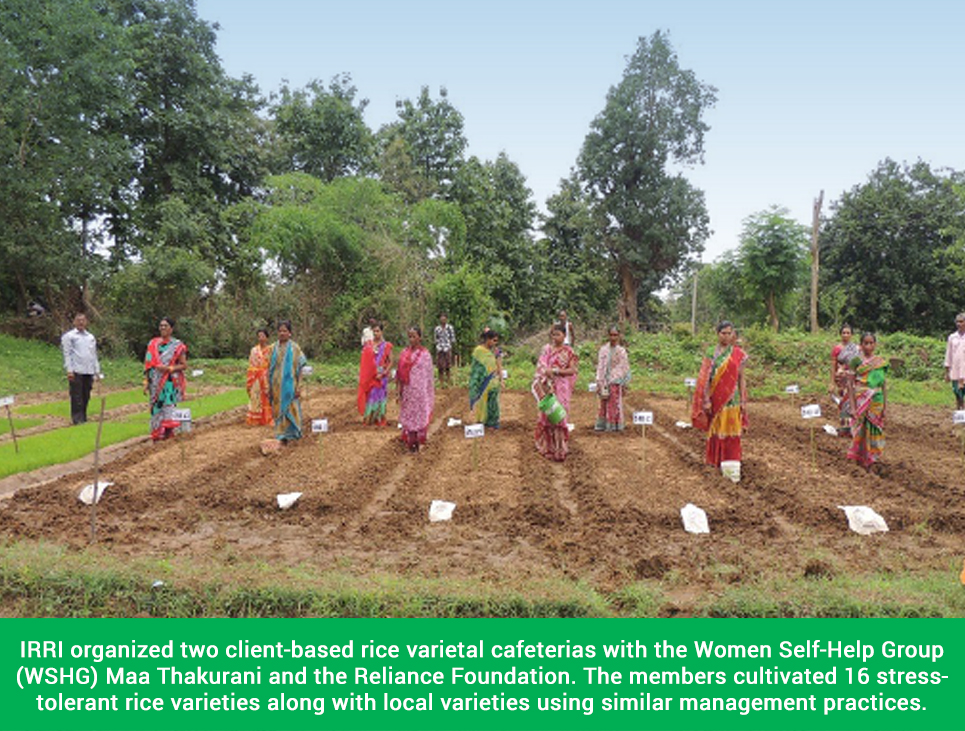 IRRI organized two client-based rice varietal cafeterias with the Women Self-Help Group
(WSHG) Maa Thakurani and the Reliance Foundation. The members cultivated 16 stress-
tolerant rice varieties along with local varieties using similar management practices.